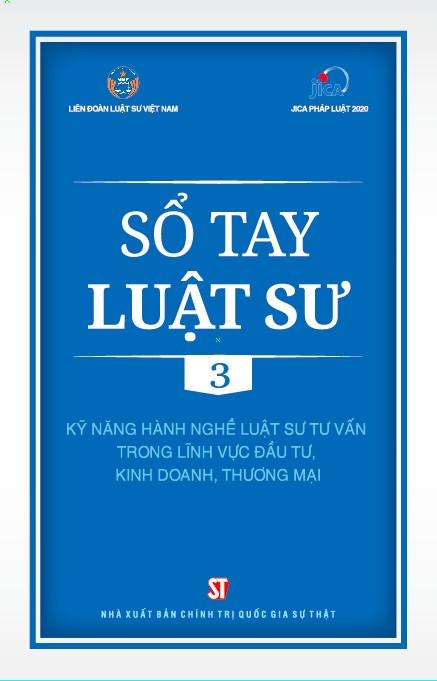 LIÊN ĐOÀN LUẬT SƯ VIỆT NAM
JICA
JICA PHÁP LUẬT 2020
SỔ TAY
LUẬT SƯ
3
KỸ NĂNG HÀNH NGHỀ LUẬT SƯ TƯ VẤN
TRONG LĨNH VỰC ĐẦU TƯ,
KINH DOANH, THƯƠNG MẠI
ST
NHÀ XUẤT BẢN CHÍNH TRỊ QUỐC GIA SỰ THẬT